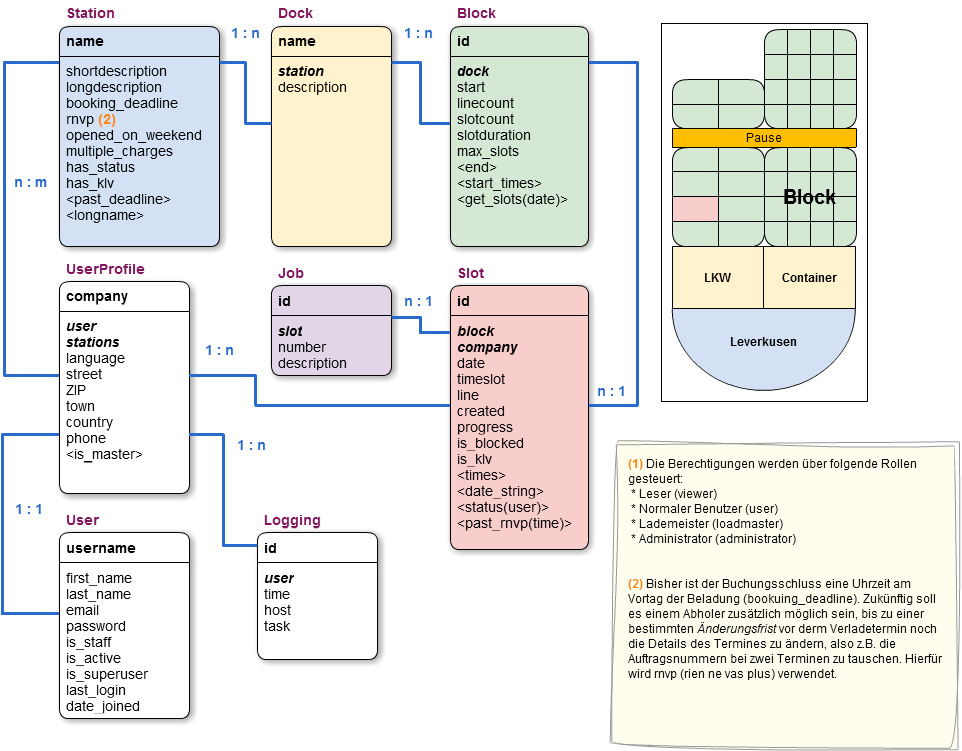 Station
name
shortdescription
longdescription
booking_deadline
rnvp (2)
opened_on_weekend
multiple_charges
has_status
has_klv
<past_deadline>
<longname>
1 : n
Dock
name
station
description
1 : n
Block
id
dock
start
linecount
slotcount
slotduration
max_slots
<end>
<start_times>
<get_slots(date)>
n : m
UserProfile
company
user
stations
language
street
ZIP
town
country
phone
<is_master>
1 : n
Job
id
slot
number
description
n : 1
Slot
id
block
company
date
timeslot
line
created
progress
is_blocked
is_klv
<times>
<date_string>
<status(user)>
<past_rnvp(time)>
n : 1
1 : n
1 : 1
User
username
first_name
last_name
email
password
is_staff
is_active
is_superuser
last_login
date_joined
Logging
id
user
time
host
task
Pause
Block
LKW
Container
Leverkusen
(1) Die Berechtigungen werden über folgende Rollen
gesteuert:
* Leser (viewer)
* Normaler Benutzer (user)
* Lademeister (loadmaster)
* Administrator (administrator)
(2) Bisher ist der Buchungsschluss eine Uhrzeit am
Vortag der Beladung (bookuing_deadline). Zukünftig soll
es einem Abholer zusätzlich möglich sein, bis zu einer
bestimmten Änderungsfrist vor derm Verladetermin noch
die Details des Termines zu ändern, also z.B. die
Auftragsnummern bei zwei Terminen zu tauschen. Hierfür
wird rnvp (rien ne vas plus) verwendet.